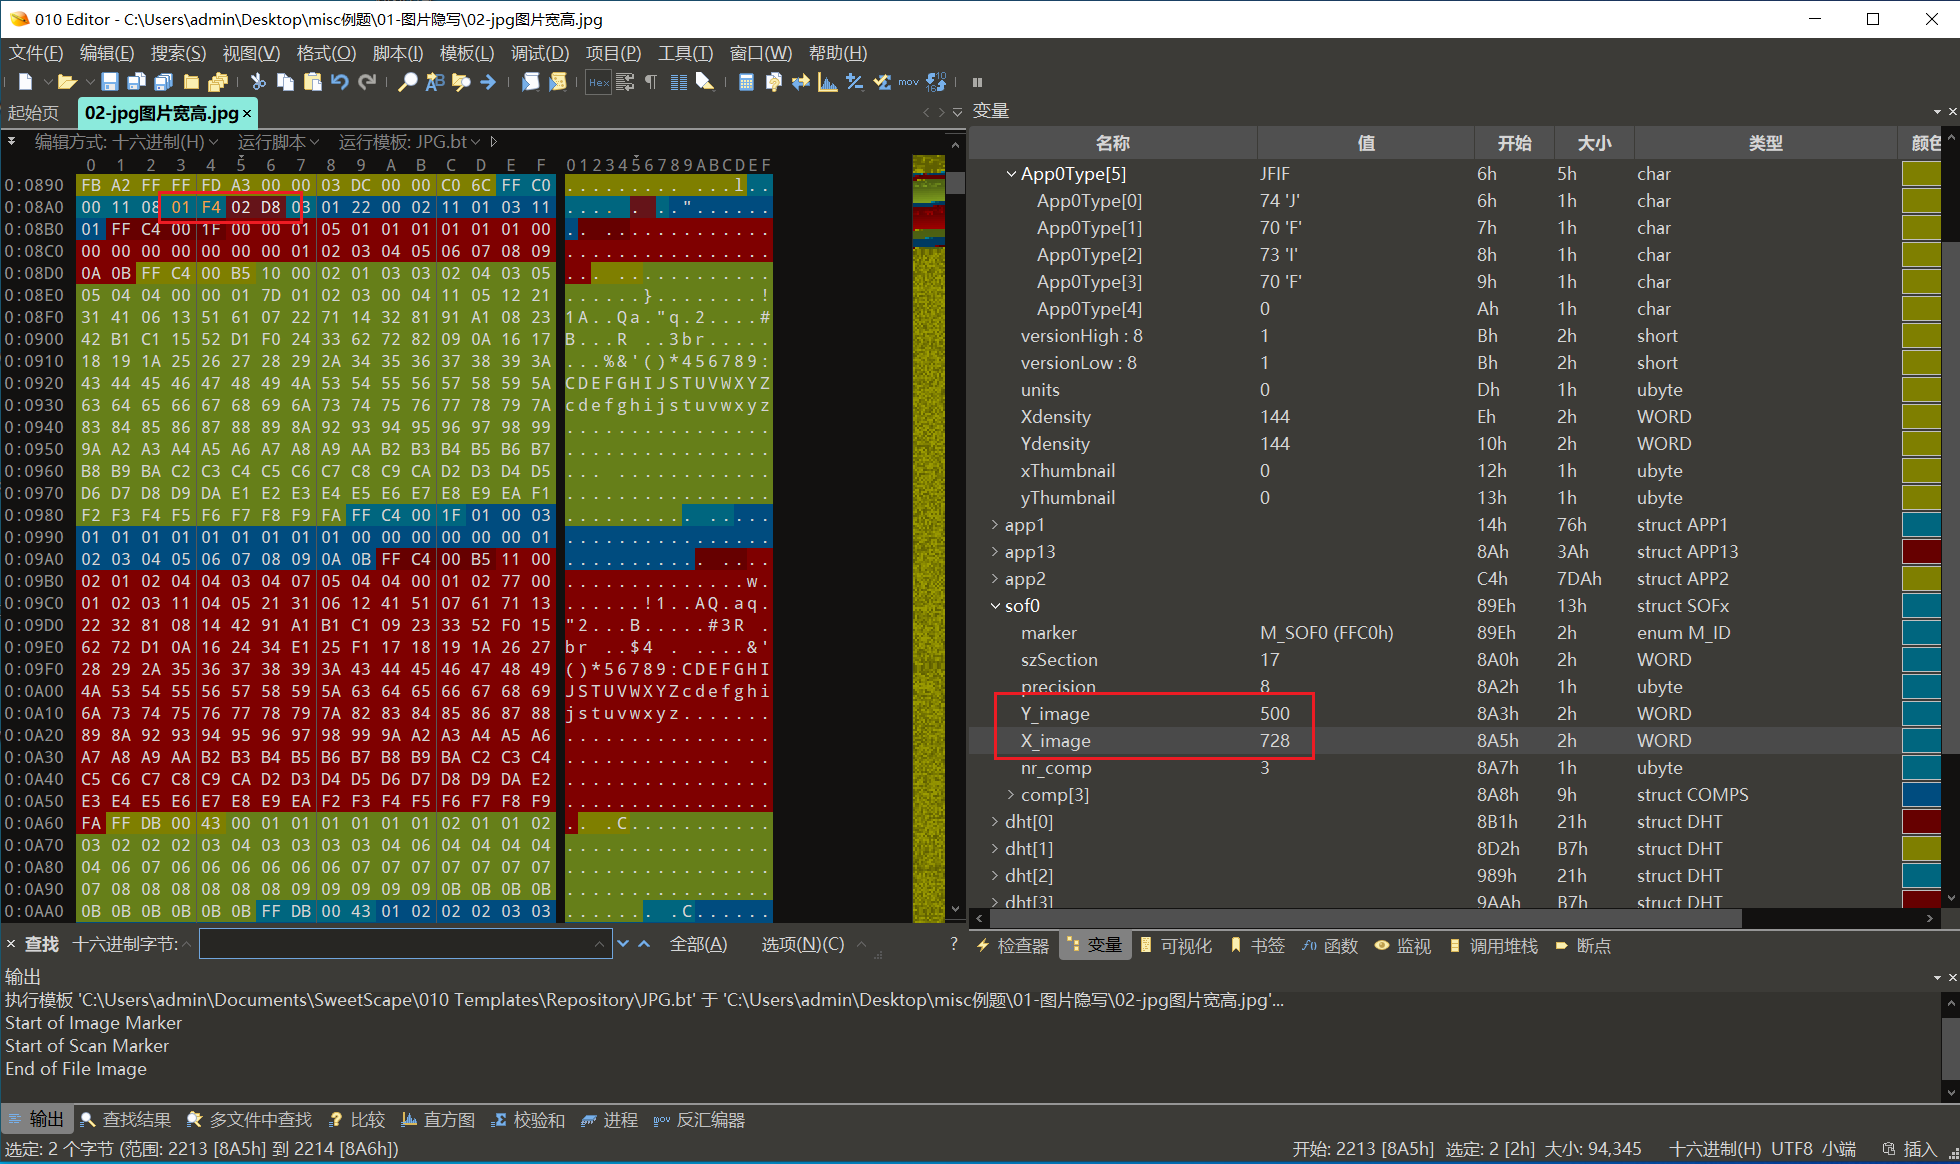 010 Editor - C:\Users\admin\Desktop\misc例题\01-图片隐写\02-jpg图片宽高.jpg
文件(F) 编辑(E) 搜索(S) 视图(V) 格式(O) 脚本(I) 模板(L) 调试(D) 项目(P) 工具(T) 窗口(W) 帮助(H)
起始页 02-jpg图片宽高.jpg ×
编辑方式: 十六进制(H) 运行脚本 运行模板: JPG.bt
0 1 2 3 4 5 6 7 8 9 A B C D E F 0123456789ABCDEF
0:0890 FB A2 FF FF FD A3 00 00 03 DC 00 00 C0 6C FF C0 .............l..
0:08A0 00 11 08 01 F4 02 D8 03 01 22 00 02 11 01 03 11 ........."......
0:08B0 01 FF C4 00 1F 00 00 01 05 01 01 01 01 01 01 00 ................
0:08C0 00 00 00 00 00 00 00 01 02 03 04 05 06 07 08 09 ................
0:08D0 0A 0B FF C4 00 B5 10 00 02 01 03 03 02 04 03 05 ................
0:08E0 05 04 04 00 00 01 7D 01 02 03 00 04 11 05 12 21 ......}........!
0:08F0 31 41 06 13 51 61 07 22 71 14 32 81 91 A1 08 23 1A..Qa."q.2....#
0:0900 42 B1 C1 15 52 D1 F0 24 33 62 72 82 09 0A 16 17 B...R ..3br.....
0:0910 18 19 1A 25 26 27 28 29 2A 34 35 36 37 38 39 3A ...%&'()*456789:
0:0920 43 44 45 46 47 48 49 4A 53 54 55 56 57 58 59 5A CDEFGHIJSTUVWXYZ
0:0930 63 64 65 66 67 68 69 6A 73 74 75 76 77 78 79 7A cdefghijstuvwxyz
0:0940 83 84 85 86 87 88 89 8A 92 93 94 95 96 97 98 99 ................
0:0950 9A A2 A3 A4 A5 A6 A7 A8 A9 AA B2 B3 B4 B5 B6 B7 ................
0:0960 B8 B9 BA C2 C3 C4 C5 C6 C7 C8 C9 CA D2 D3 D4 D5 ................
0:0970 D6 D7 D8 D9 DA E1 E2 E3 E4 E5 E6 E7 E8 E9 EA F1 ................
0:0980 F2 F3 F4 F5 F6 F7 F8 F9 FA FF C4 00 1F 01 00 03 ................
0:0990 01 01 01 01 01 01 01 01 01 00 00 00 00 00 00 01 ................
0:09A0 02 03 04 05 06 07 08 09 0A 0B FF C4 00 B5 11 00 ................
0:09B0 02 01 02 04 04 03 04 07 05 04 04 00 01 02 77 00 ..............w.
0:09C0 01 02 03 11 04 05 21 31 06 12 41 51 07 61 71 13 ......!1..AQ.aq.
0:09D0 22 32 81 08 14 42 91 A1 B1 C1 09 23 33 52 F0 15 "2...B.....#3R .
0:09E0 62 72 D1 0A 16 24 34 E1 25 F1 17 18 19 1A 26 27 br ..$4 .....&'
0:09F0 28 29 2A 35 36 37 38 39 3A 43 44 45 46 47 48 49 ()*56789:CDEFGHI
0:0A00 4A 53 54 55 56 57 58 59 5A 63 64 65 66 67 68 69 JSTUVWXYZcdefghi
0:0A10 6A 73 74 75 76 77 78 79 7A 82 83 84 85 86 87 88 jstuvwxyz.......
0:0A20 89 8A 92 93 94 95 96 97 98 99 9A A2 A3 A4 A5 A6 ................
0:0A30 A7 A8 A9 AA B2 B3 B4 B5 B6 B7 B8 B9 BA C2 C3 C4 ................
0:0A40 C5 C6 C7 C8 C9 CA D2 D3 D4 D5 D6 D7 D8 D9 DA E2 ................
0:0A50 E3 E4 E5 E6 E7 E8 E9 EA F2 F3 F4 F5 F6 F7 F8 F9 ................
0:0A60 FA FF DB 00 43 00 01 01 01 01 01 01 02 01 01 02 ....C...........
0:0A70 03 02 02 02 03 04 03 03 03 03 04 06 04 04 04 04 ................
0:0A80 04 06 07 06 06 06 06 06 06 07 07 07 07 07 07 07 ................
0:0A90 07 08 08 08 08 08 08 09 09 09 09 09 0B 0B 0B 0B ................
0:0AA0 0B 0B 0B 0B 0B 0B FF DB 00 43 01 02 02 02 03 03 ........C.......
变量
名称 值 开始 大小 类型 颜色
App0Type[5] JFIF 6h 5h char
App0Type[0] 74 'J' 6h 1h char
App0Type[1] 70 'F' 7h 1h char
App0Type[2] 73 'I' 8h 1h char
App0Type[3] 70 'F' 9h 1h char
App0Type[4] 0 Ah 1h char
versionHigh : 8 1 Bh 2h short
versionLow : 8 1 Bh 2h short
units 0 Dh 1h ubyte
Xdensity 144 Eh 2h WORD
Ydensity 144 10h 2h WORD
xThumbnail 0 12h 1h ubyte
yThumbnail 0 13h 1h ubyte
app1 14h 76h struct APP1
app13 8Ah 3Ah struct APP13
app2 C4h 7DAh struct APP2
sof0 89Eh 13h struct SOFx
marker M_SOF0 (FFC0h) 89Eh 2h enum M_ID
szSection 17 8A0h 2h WORD
precision 8 8A2h 1h ubyte
Y_image 500 8A3h 2h WORD
X_image 728 8A5h 2h WORD
nr_comp 3 8A7h 1h ubyte
comp[3] 8A8h 9h struct COMPS
dht[0] 8B1h 21h struct DHT
dht[1] 8D2h B7h struct DHT
dht[2] 989h 21h struct DHT
dht[3] 9AAh B7h struct DHT
× 查找 十六进制字节: 全部(A) 选项(N)(C) ?
检查器 变量 可视化 书签 函数 监视 调用堆栈 断点
输出
执行模板 'C:\Users\admin\Documents\SweetScape\010 Templates\Repository\JPG.bt' 于 'C:\Users\admin\Desktop\misc例题\01-图片隐写\02-jpg图片宽高.jpg'...
Start of Image Marker
Start of Scan Marker
End of File Image
输出 查找结果 多文件中查找 比较 直方图 校验和 进程 反汇编器
选定: 2 个字节 (范围: 2213 [8A5h] 到 2214 [8A6h]) 开始: 2213 [8A5h] 选定: 2 [2h] 大小: 94,345 十六进制(H) UTF8 小端 插入